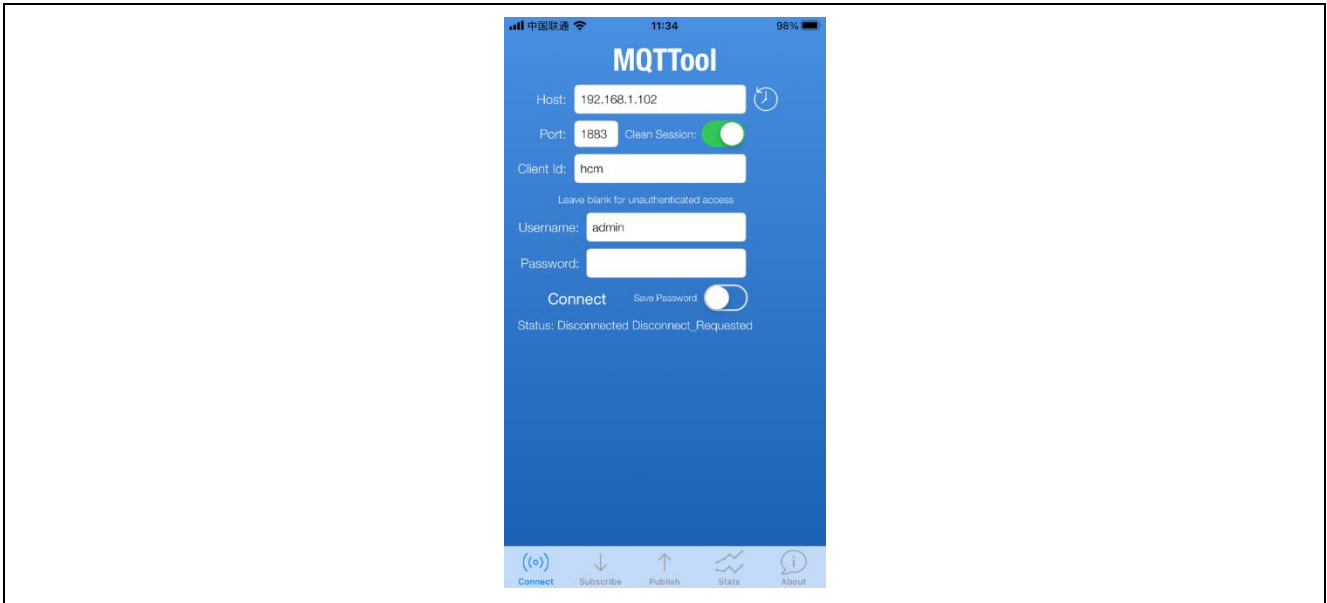 中国联通 11:34 98%
MQTTool
Host: 192.168.1.102
Port: 1883 Clean Session:
Client Id: hcm
Leave blank for unauthenticated access
Username: admin
Password:
Connect Save Password
Status: Disconnected Disconnect_Requested
Connect Subscribe Publish Stats About